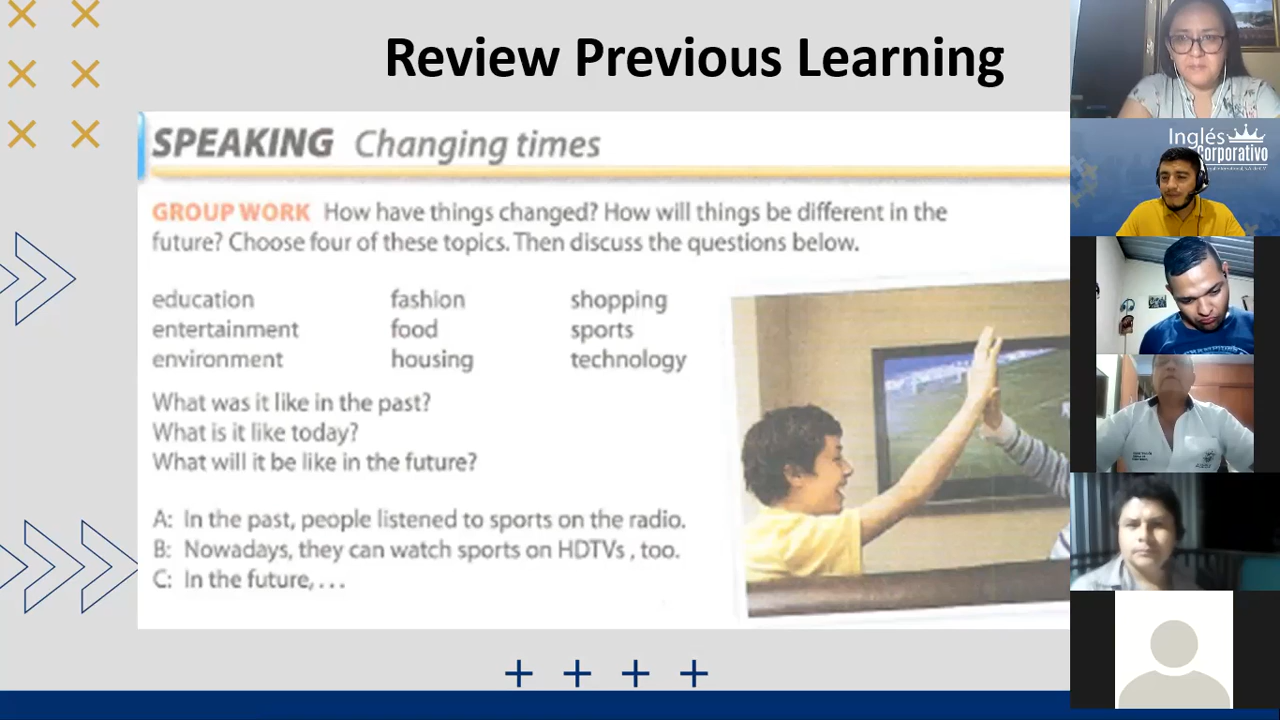 Review Previous Learning
SPEAKING Changing times
GROUP WORK How have things changed? How will things be different in the
future? Choose four of these topics. Then discuss the questions below.
education fashion shopping
entertainment food sports
environment housing technology
What was it like in the past?
What is it like today?
What will it be like in the future?
A: In the past, people listened to sports on the radio.
B: Nowadays, they can watch sports on HDTVs , too.
C: In the future, . . .
Inglés
Corporativo